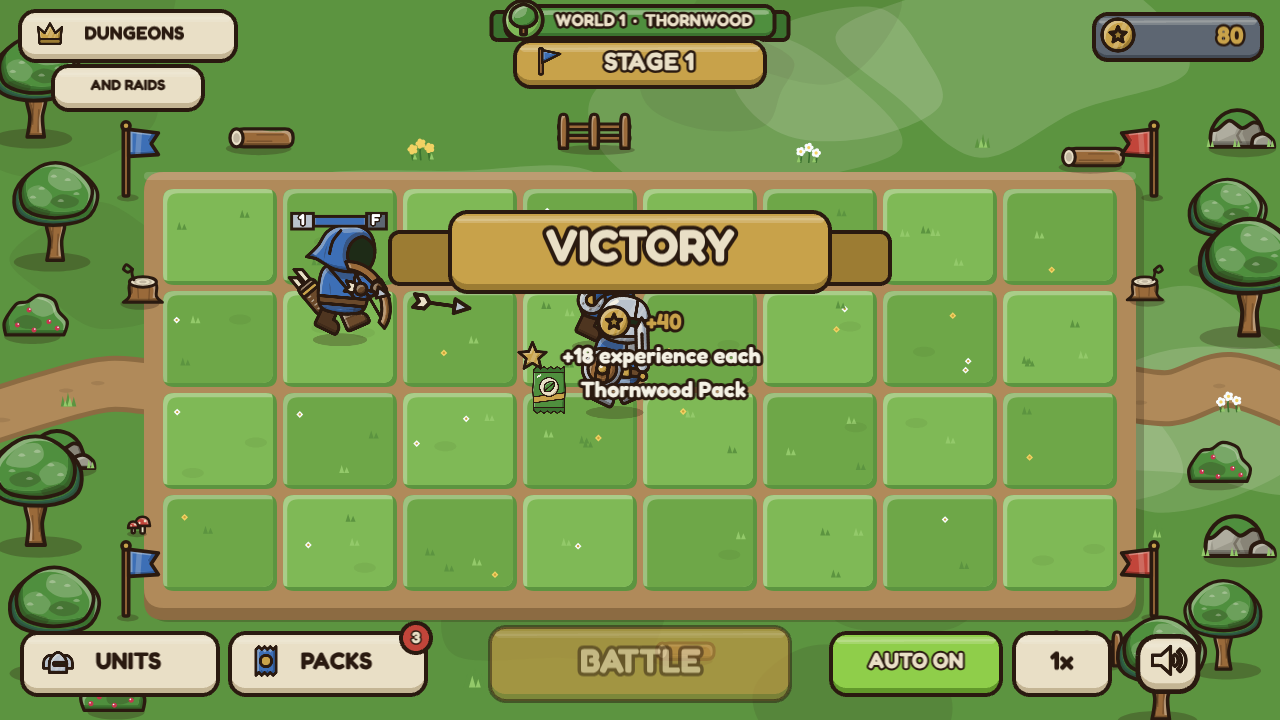 DUNGEONS
AND RAIDS
WORLD 1 • THORNWOOD
STAGE 1
80
1 F
VICTORY
+40
+18 experience each
Thornwood Pack
UNITS
PACKS
3
BATTLE
AUTO ON
1x